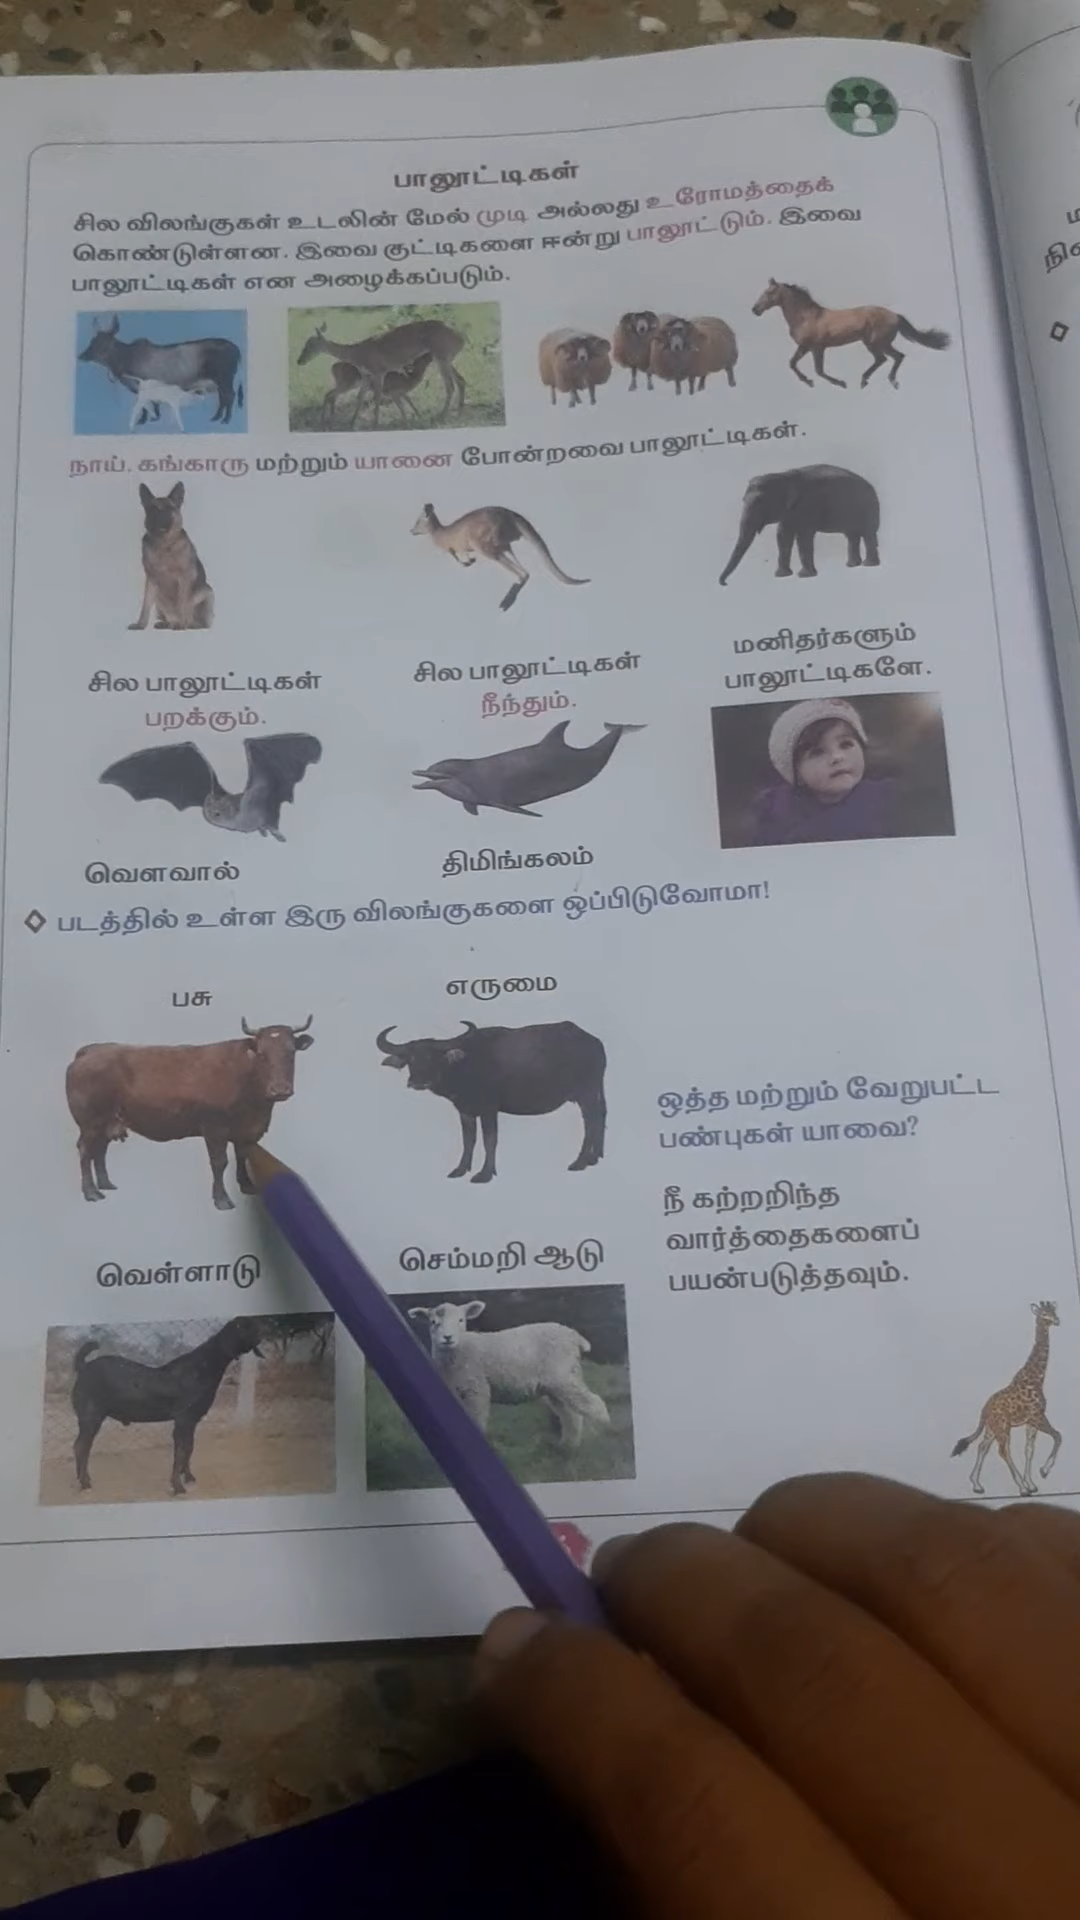 பாலூட்டிகள்
சில விலங்குகள் உடலின் மேல் முடி அல்லது உரோமத்தைக்
கொண்டுள்ளன. இவை குட்டிகளை ஈன்று பாலூட்டும். இவை
பாலூட்டிகள் என அழைக்கப்படும்.
நாய், கங்காரு மற்றும் யானை போன்றவை பாலூட்டிகள்.
சில பாலூட்டிகள்
பறக்கும்.
சில பாலூட்டிகள்
நீந்தும்.
மனிதர்களும்
பாலூட்டிகளே.
வௌவால்
திமிங்கலம்
படத்தில் உள்ள இரு விலங்குகளை ஒப்பிடுவோமா!
பசு
எருமை
ஒத்த மற்றும் வேறுபட்ட
பண்புகள் யாவை?
நீ கற்றறிந்த
வார்த்தைகளைப்
பயன்படுத்தவும்.
வெள்ளாடு
செம்மறி ஆடு